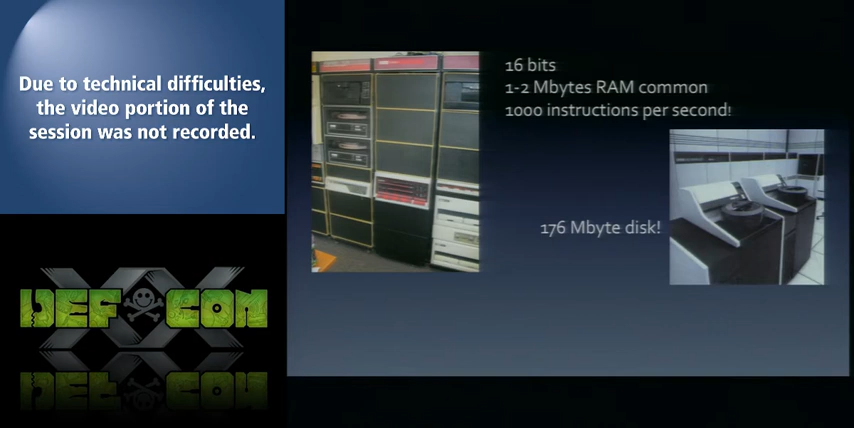 Due to technical difficulties,
the video portion of the
session was not recorded.
XX
DEF CON
16 bits
1-2 Mbytes RAM common
1000 instructions per second!
176 Mbyte disk!